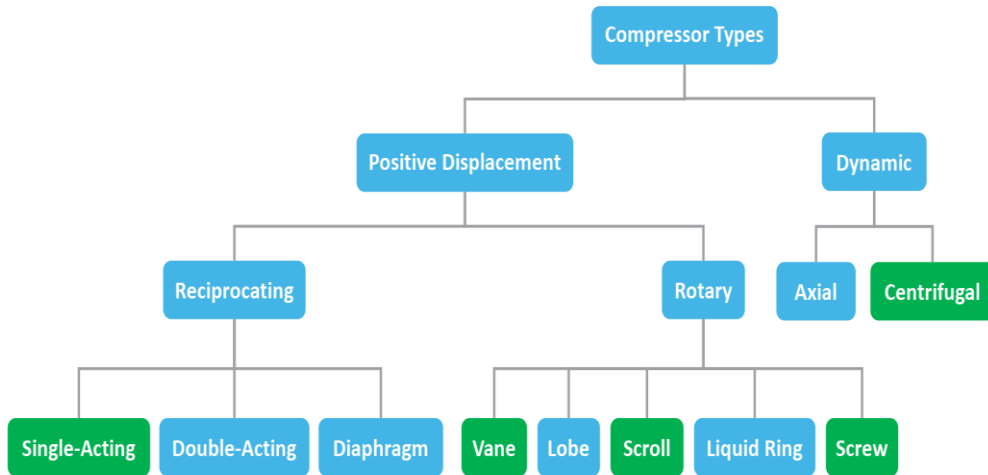 Compressor Types
Positive Displacement
Dynamic
Reciprocating
Rotary
Axial
Centrifugal
Single-Acting
Double-Acting
Diaphragm
Vane
Lobe
Scroll
Liquid Ring
Screw